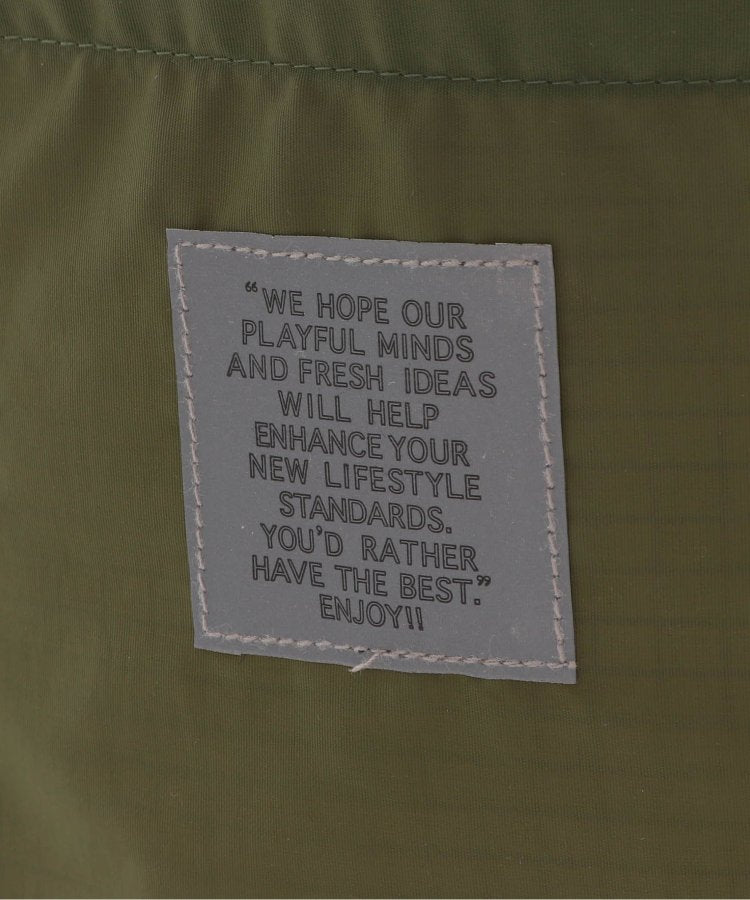 “WE HOPE OUR
PLAYFUL MINDS
AND FRESH IDEAS
WILL HELP
ENHANCE YOUR
NEW LIFESTYLE
STANDARDS.
YOU’D RATHER
HAVE THE BEST.”
ENJOY!!